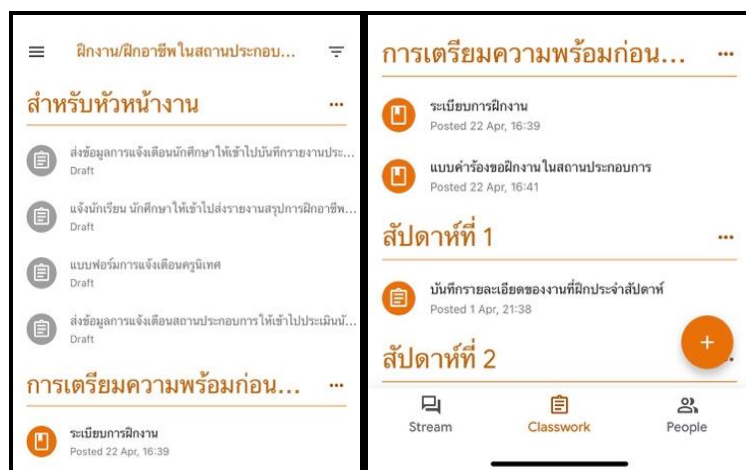 ฝึกงาน/ฝึกอาชีพในสถานประกอบ...
สำหรับหัวหน้างาน
ส่งข้อมูลการแจ้งเตือนนักศึกษาให้เข้าไปบันทึกรายงานประ...
Draft
แจ้งนักเรียน นักศึกษาให้เข้าไปส่งรายงานสรุปการฝึกอาชีพ...
Draft
แบบฟอร์มการแจ้งเตือนครูนิเทศ
Draft
ส่งข้อมูลการแจ้งเตือนสถานประกอบการให้เข้าไปประเมินนั...
Draft
การเตรียมความพร้อมก่อน...
ระเบียบการฝึกงาน
Posted 22 Apr, 16:39
การเตรียมความพร้อมก่อน...
ระเบียบการฝึกงาน
Posted 22 Apr, 16:39
แบบคำร้องขอฝึกงานในสถานประกอบการ
Posted 22 Apr, 16:41
สัปดาห์ที่ 1
บันทึกรายละเอียดของงานที่ฝึกประจำสัปดาห์
Posted 1 Apr, 21:38
สัปดาห์ที่ 2
Stream
Classwork
People